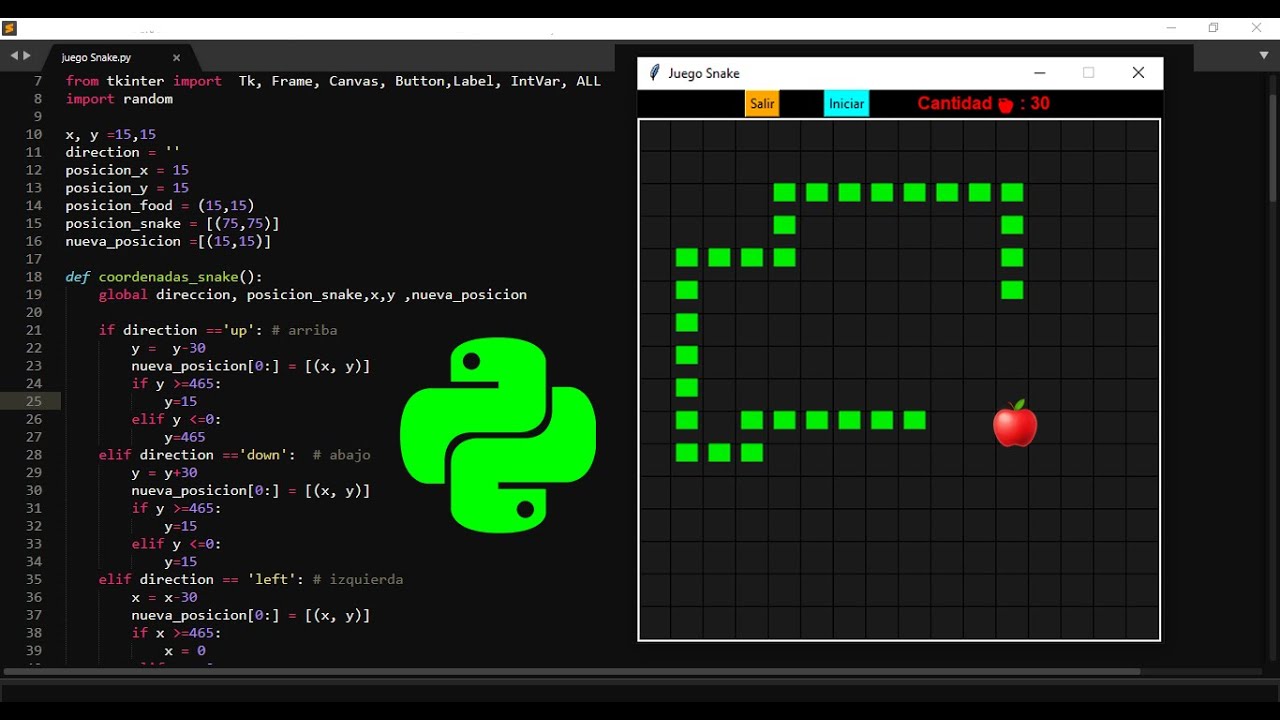 juego Snake.py ×
7 from tkinter import  Tk, Frame, Canvas, Button,Label, IntVar, ALL
8 import random
9
10 x, y =15,15
11 direction = ''
12 posicion_x = 15
13 posicion_y = 15
14 posicion_food = (15,15)
15 posicion_snake = [(75,75)]
16 nueva_posicion =[(15,15)]
17
18 def coordenadas_snake():
19     global direccion, posicion_snake,x,y ,nueva_posicion
20
21     if direction =='up': # arriba
22         y =  y-30
23         nueva_posicion[0:] = [(x, y)]
24         if y >=465:
25             y=15
26         elif y <=0:
27             y=465
28     elif direction =='down':  # abajo
29         y = y+30
30         nueva_posicion[0:] = [(x, y)]
31         if y >=465:
32             y=15
33         elif y <=0:
34             y=15
35     elif direction == 'left': # izquierda
36         x = x-30
37         nueva_posicion[0:] = [(x, y)]
38         if x >=465:
39             x = 0
Juego Snake
Salir Iniciar Cantidad : 30